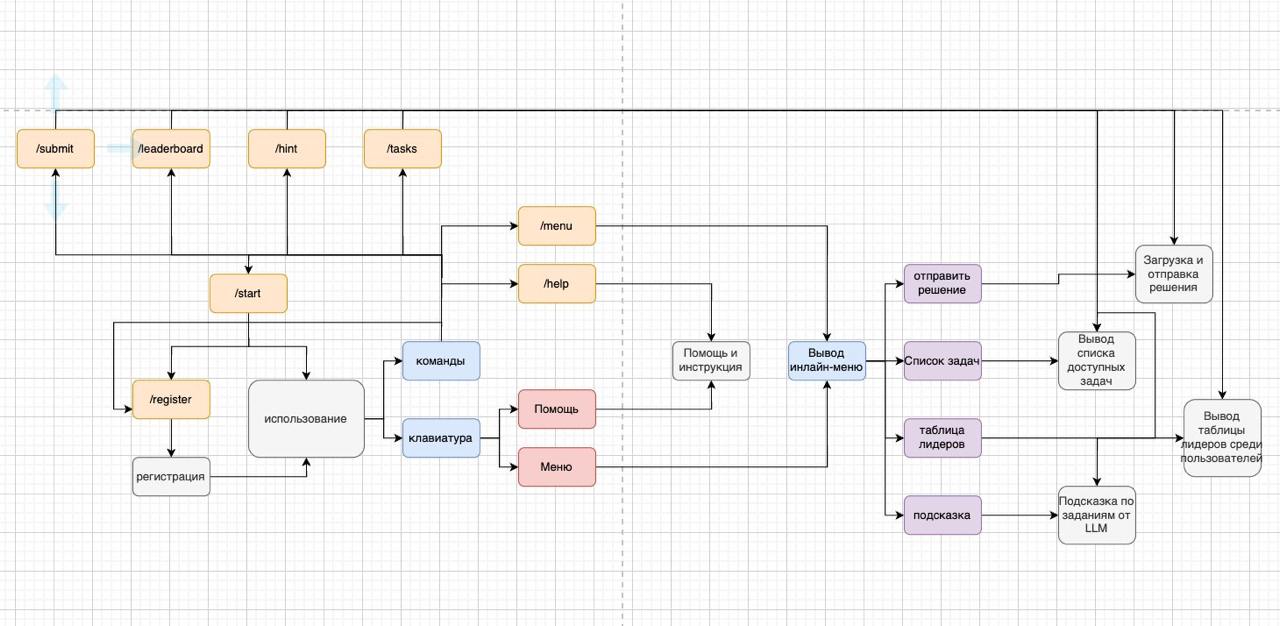 /submit
/leaderboard
/hint
/tasks
/menu
/help
/start
команды
/register
использование
клавиатура
регистрация
Помощь
Меню
Помощь и
инструкция
Вывод
инлайн-меню
отправить
решение
Список задач
таблица
лидеров
подсказка
Загрузка и
отправка
решения
Вывод
списка
доступных
задач
Вывод
таблицы
лидеров среди
пользователей
Подсказка по
заданиям от
LLM